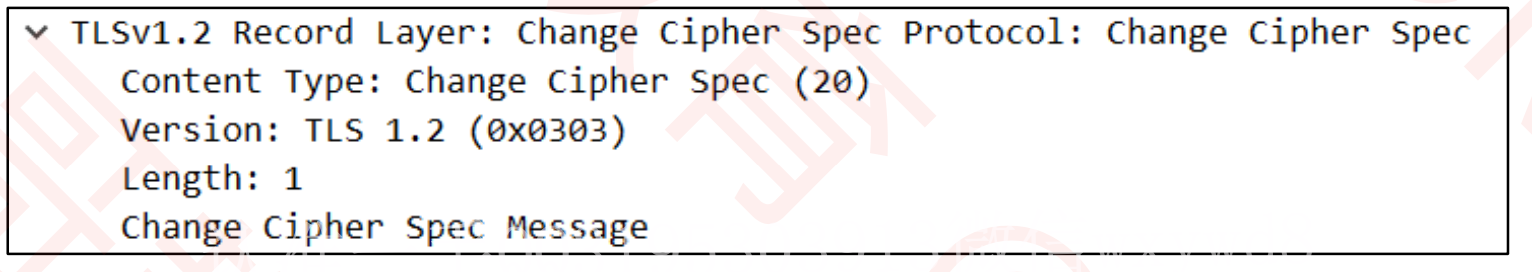 TLSv1.2 Record Layer: Change Cipher Spec Protocol: Change Cipher Spec
Content Type: Change Cipher Spec (20)
Version: TLS 1.2 (0x0303)
Length: 1
Change Cipher Spec Message